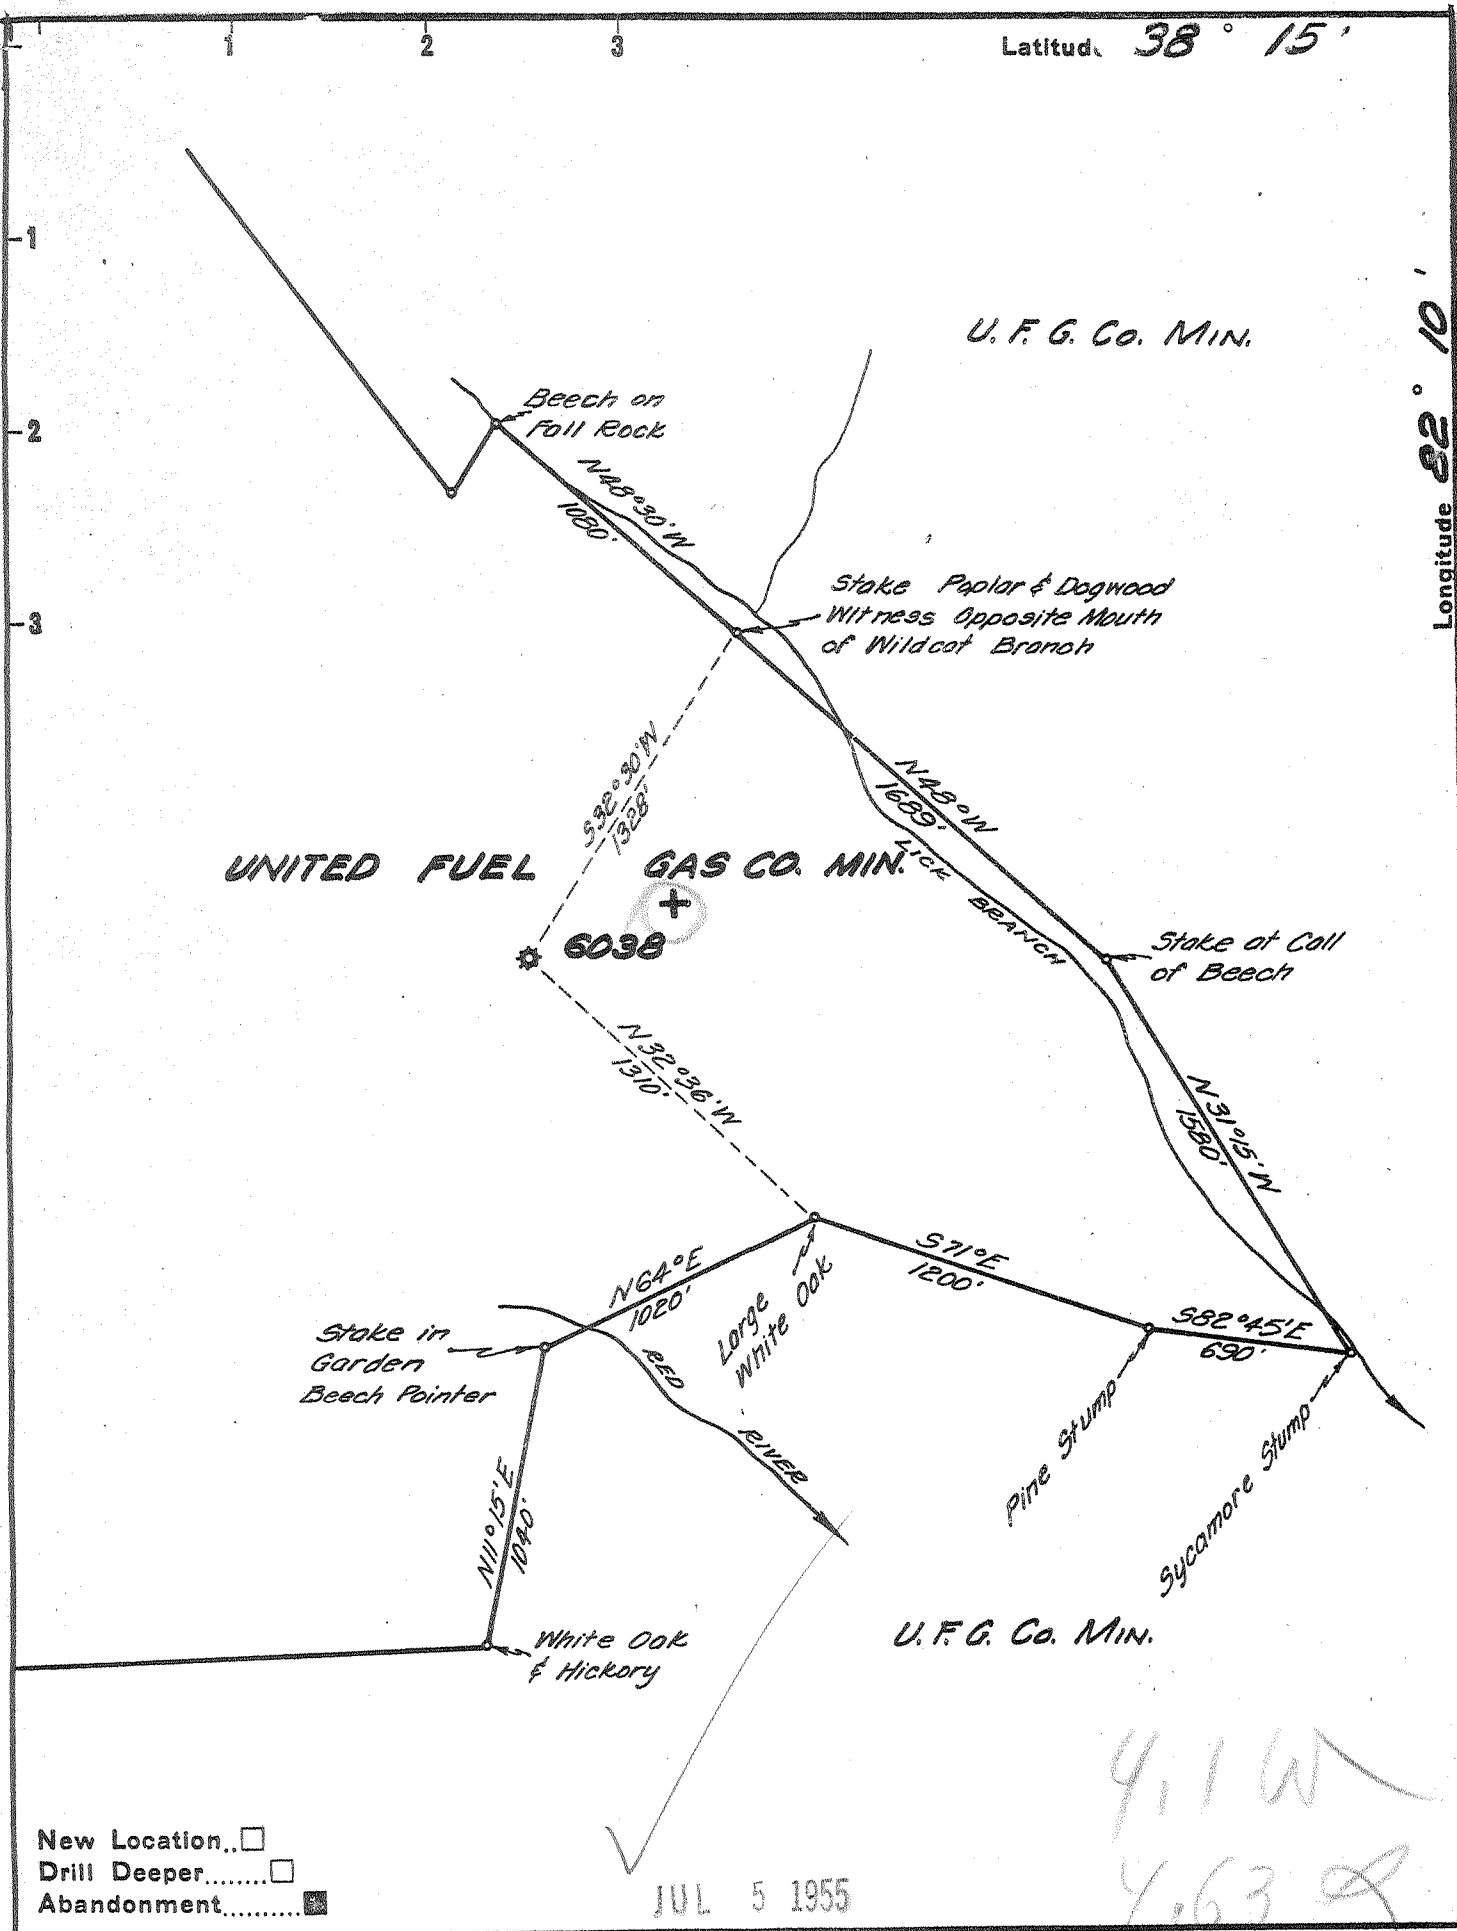 1 2 3
Latitude 38° 15'
1
2
3
Longitude 82° 10'
U. F. G. Co. MIN.
Beech on
Fall Rock
N48°30'W
1080'
Stake Poplar & Dogwood
Witness Opposite Mouth
of Wildcat Branch
S32°30'W
1328'
N48°W
1689'
UNITED FUEL GAS CO. MIN.
LICK BRANCH
+
6038
Stake at Call
of Beech
N32°36'W
1310'
N31°15'W
1580'
N64°E
1020'
S71°E
1200'
Large
White Oak
S82°45'E
690'
Stake in
Garden
Beech Pointer
RED RIVER
Pine Stump
Sycamore Stump
N11°15'E
1040'
White Oak
& Hickory
U. F. G. Co. MIN.
4.1 W
4.63
New Location..
Drill Deeper........
Abandonment..........
JUL 5 1955